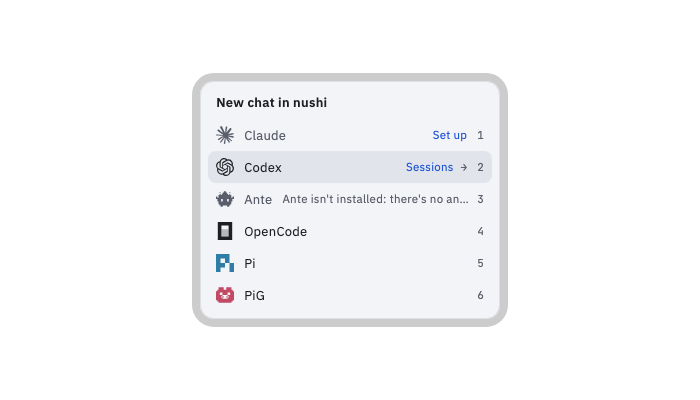 New chat in nushi
Claude Set up 1
Codex Sessions → 2
Ante Ante isn't installed: there's no an… 3
OpenCode 4
Pi 5
PiG 6